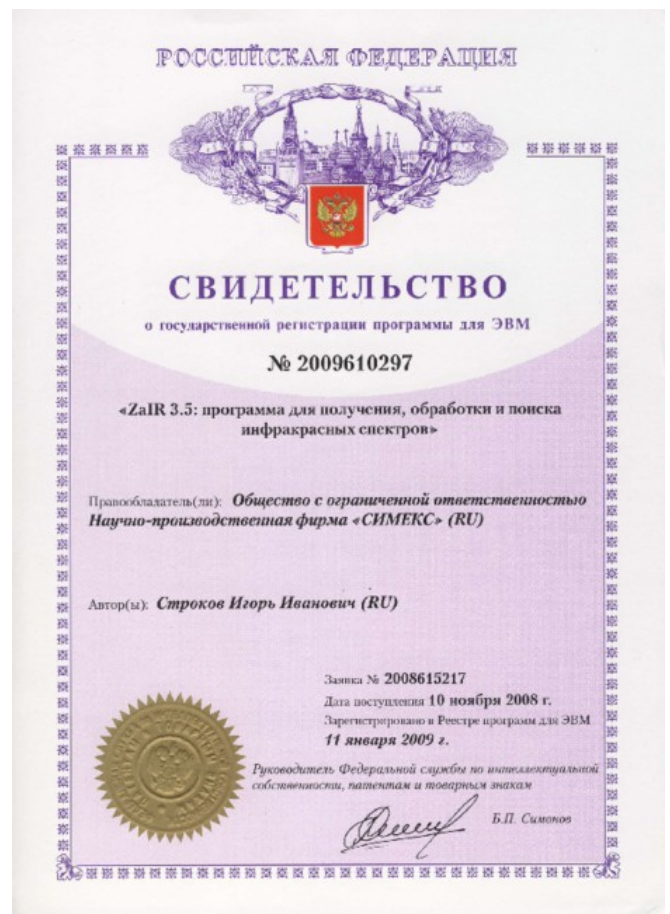 РОССИЙСКАЯ ФЕДЕРАЦИЯ
СВИДЕТЕЛЬСТВО
о государственной регистрации программы для ЭВМ
№ 2009610297
«ZaIR 3.5: программа для получения, обработки и поиска
инфракрасных спектров»
Правообладатель(ли): Общество с ограниченной ответственностью
Научно-производственная фирма «СИМЕКС» (RU)
Автор(ы): Строков Игорь Иванович (RU)
Заявка № 2008615217
Дата поступления 10 ноября 2008 г.
Зарегистрировано в Реестре программ для ЭВМ
11 января 2009 г.
Руководитель Федеральной службы по интеллектуальной
собственности, патентам и товарным знакам
Б.П. Симонов